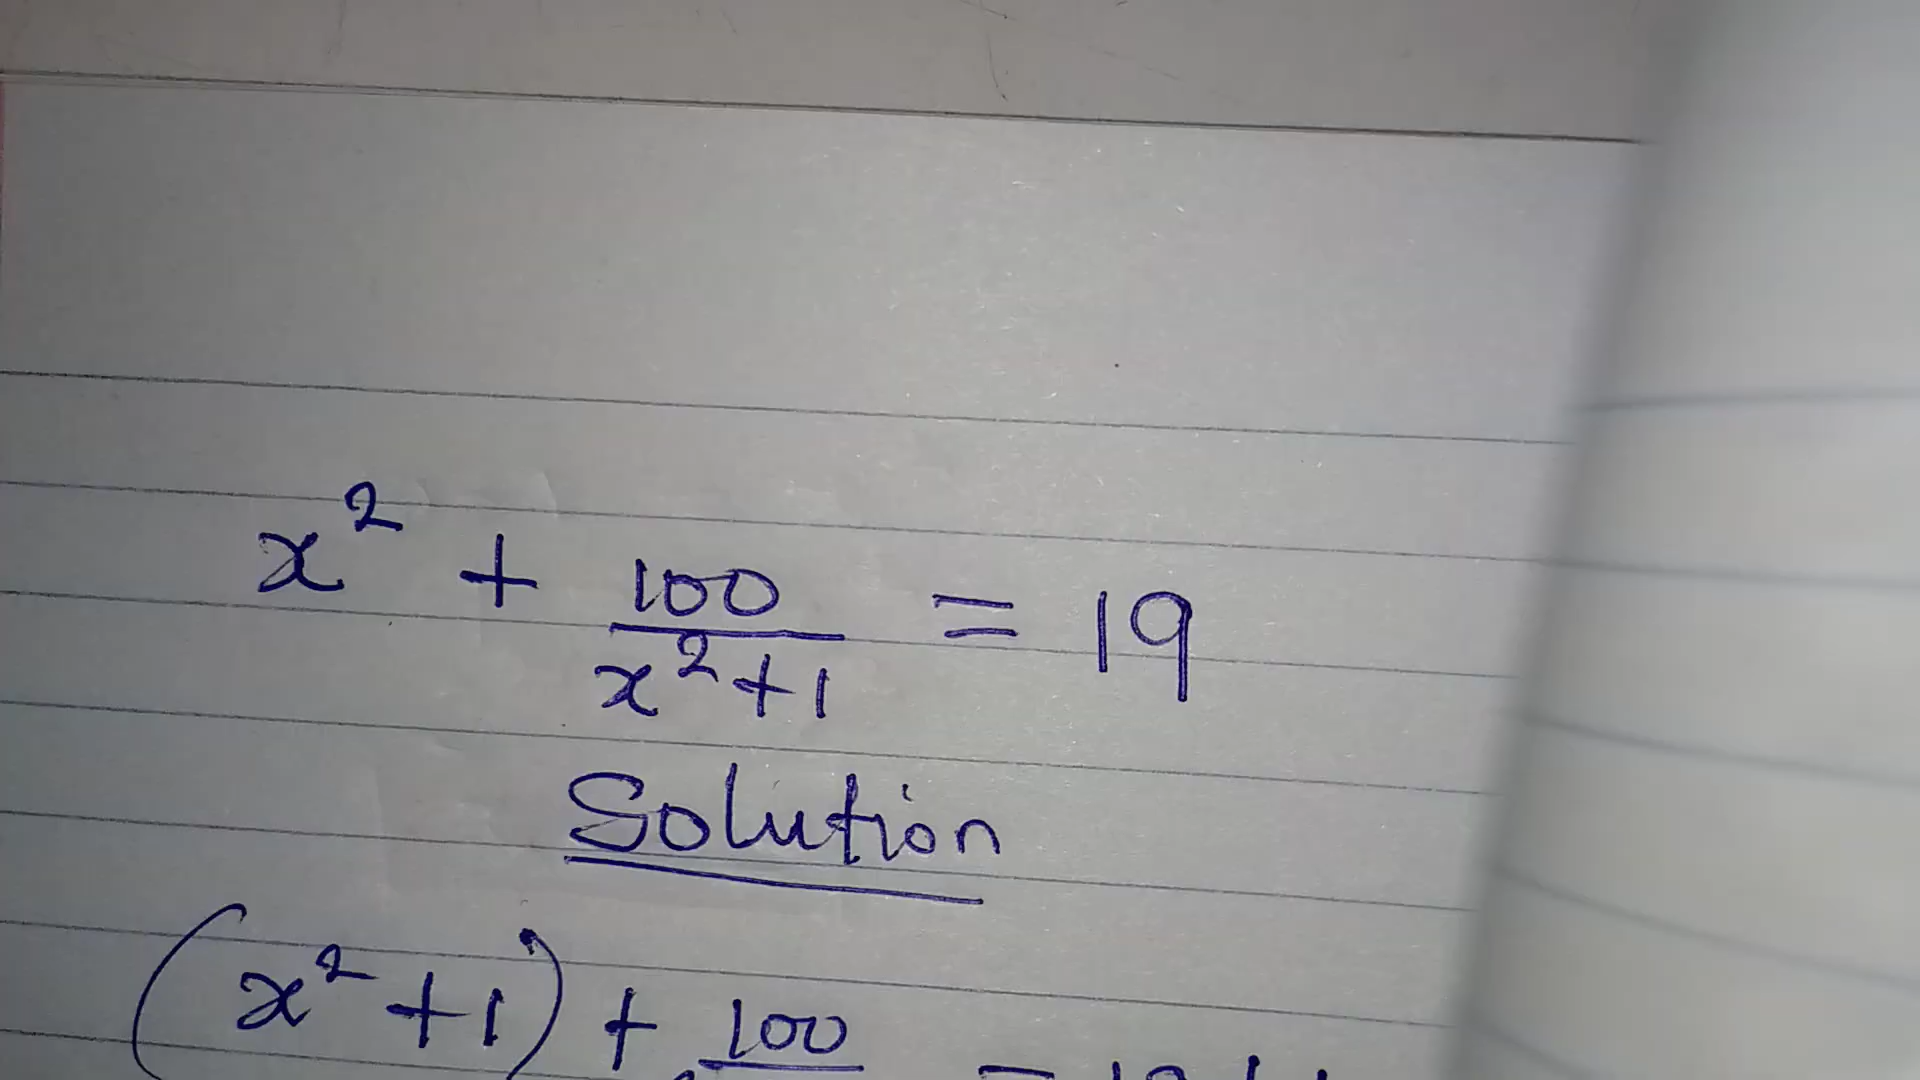 x² + 100/(x²+1) = 19
Solution
(x²+1) + 100